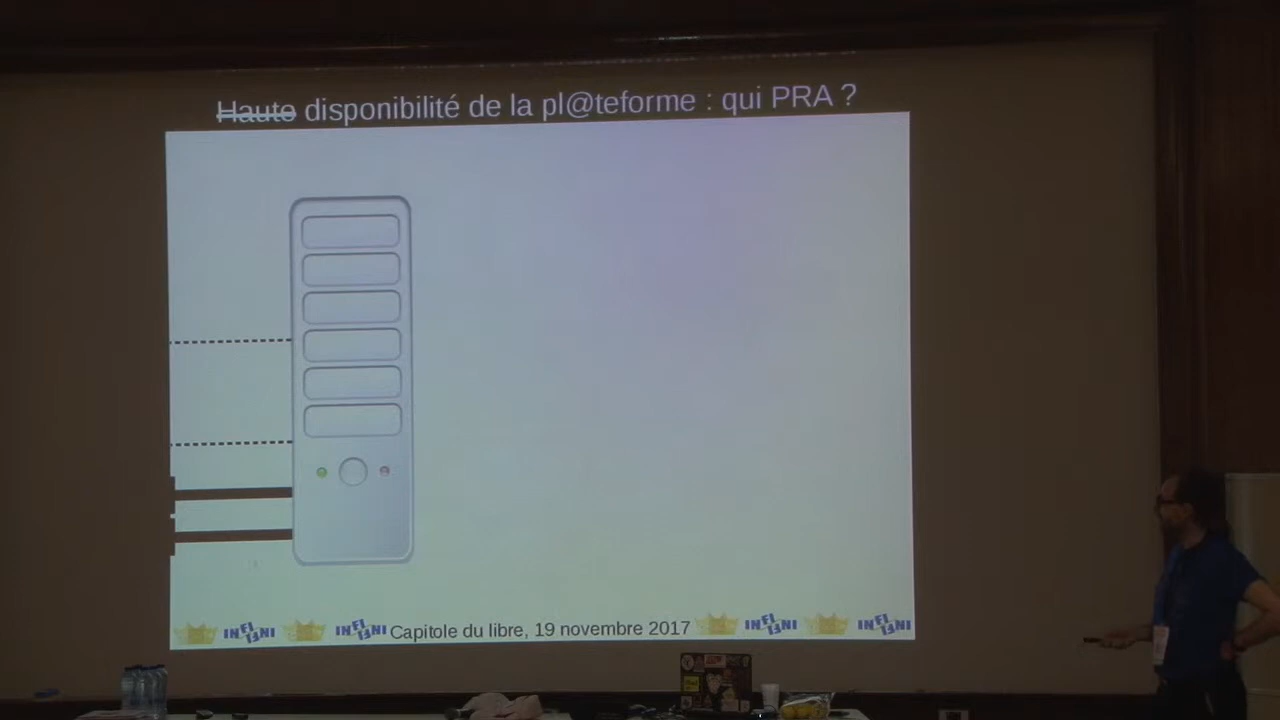 Haute disponibilité de la pl@teforme : qui PRA ?
INFINI INFINI Capitole du libre, 19 novembre 2017 INFINI INFINI